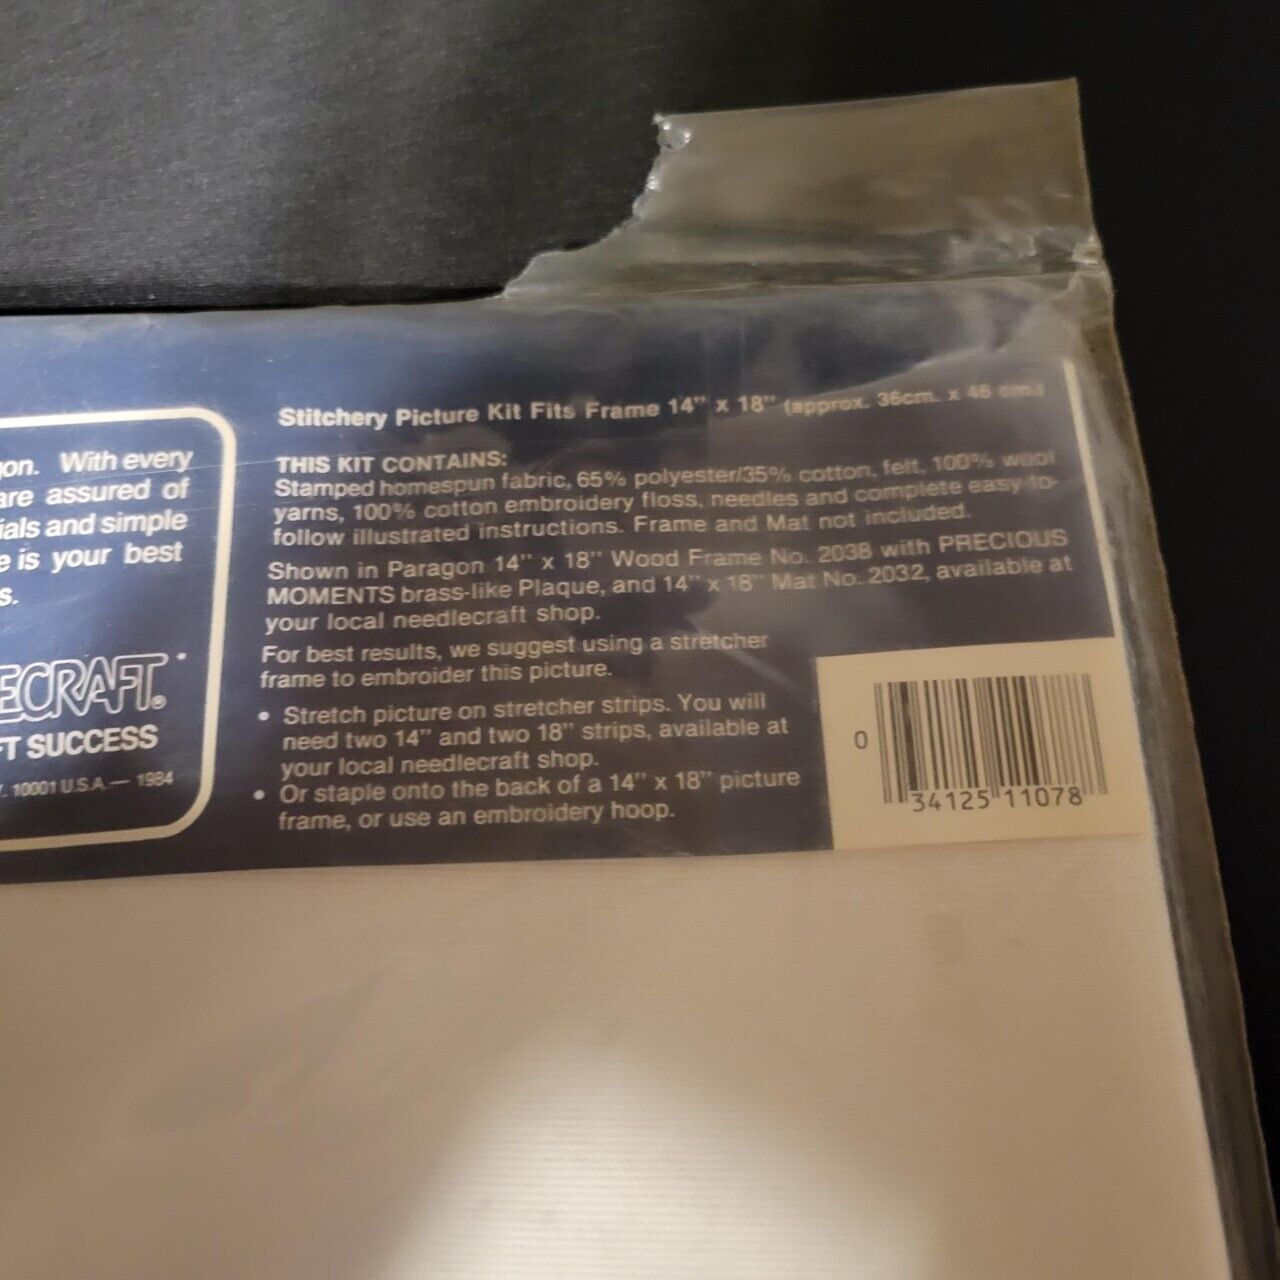 on. With every
are assured of
ials and simple
e is your best
s.
ECRAFT®
FT SUCCESS
. 10001 U.S.A.— 1984
Stitchery Picture Kit Fits Frame 14" x 18" (approx. 36cm. x 46 cm.)
THIS KIT CONTAINS:
Stamped homespun fabric, 65% polyester/35% cotton, felt, 100% wool
yarns, 100% cotton embroidery floss, needles and complete easy-to-
follow illustrated instructions. Frame and Mat not included.
Shown in Paragon 14" x 18" Wood Frame No. 2038 with PRECIOUS
MOMENTS brass-like Plaque, and 14" x 18" Mat No. 2032, available at
your local needlecraft shop.
For best results, we suggest using a stretcher
frame to embroider this picture.
• Stretch picture on stretcher strips. You will
need two 14" and two 18" strips, available at
your local needlecraft shop.
• Or staple onto the back of a 14" x 18" picture
frame, or use an embroidery hoop.
0 34125 11078